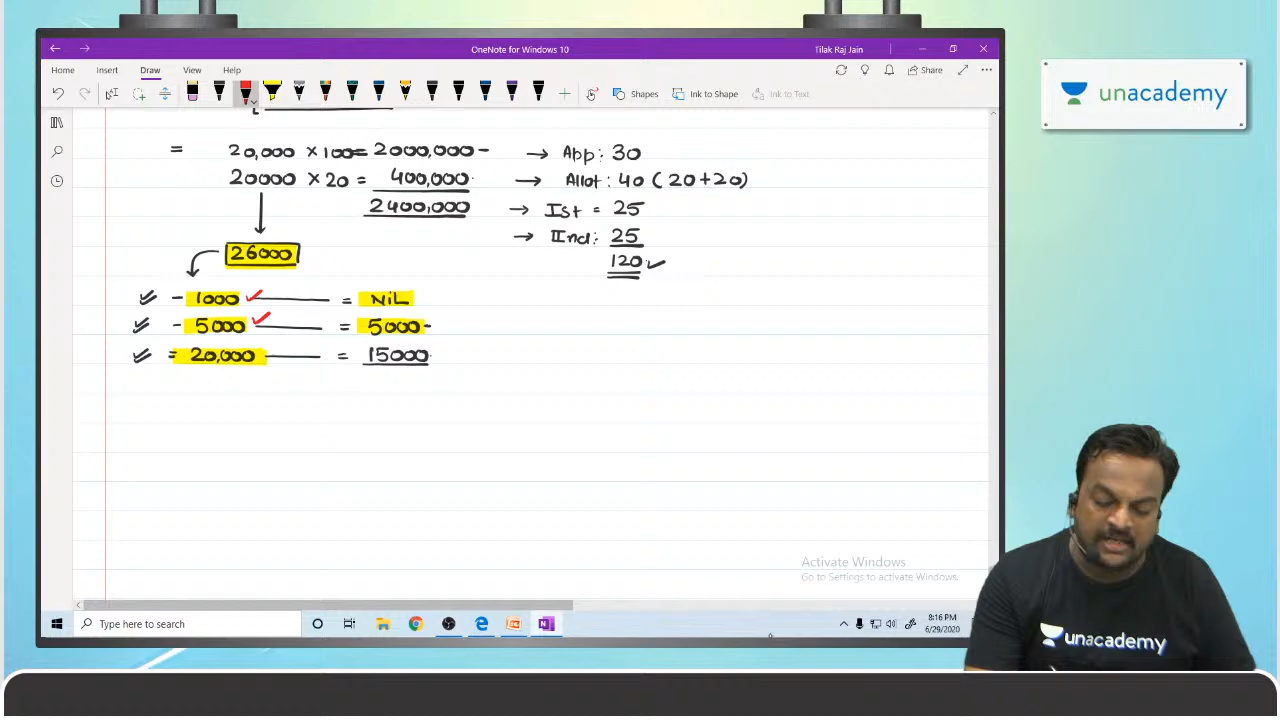 OneNote for Windows 10
Tilak Raj Jain
Home Insert Draw View Help
Share
Shapes
Ink to Shape
Ink to Text
unacademy
= 20,000 × 100 = 2000,000 -
20000 × 20 = 400,000
2400,000
26000
- 1000 = NiL
- 5000 = 5000 -
= 20,000 = 15000
→ App: 30
→ Allot: 40 (20+20)
→ Ist = 25
→ IInd: 25
120 ✓
Activate Windows
Go to Settings to activate Windows.
Type here to search
8:16 PM
6/29/2020
unacademy